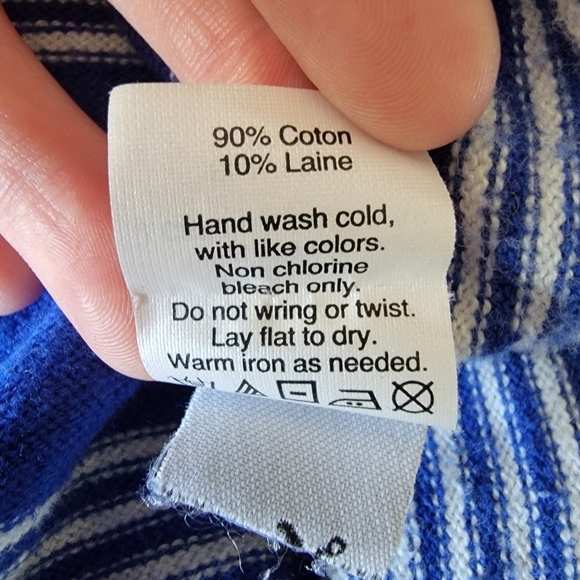 90% Coton
10% Laine
Hand wash cold,
with like colors.
Non chlorine
bleach only.
Do not wring or twist.
Lay flat to dry.
Warm iron as needed.